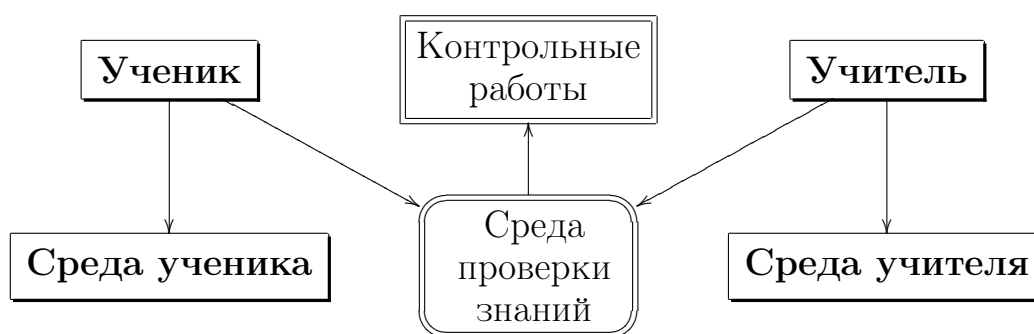 Ученик
Контрольные
работы
Учитель
Среда ученика
Среда
проверки
знаний
Среда учителя